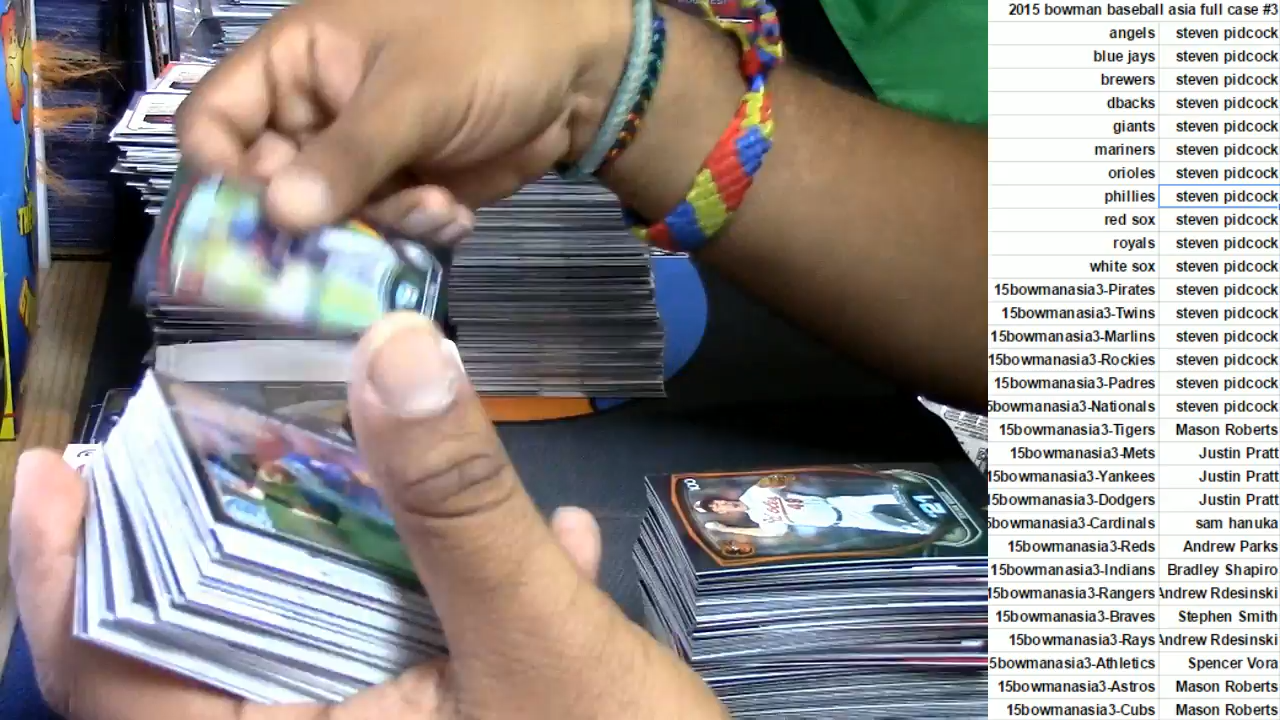 2015 bowman baseball asia full case #3
angels steven pidcock
blue jays steven pidcock
brewers steven pidcock
dbacks steven pidcock
giants steven pidcock
mariners steven pidcock
orioles steven pidcock
phillies steven pidcock
red sox steven pidcock
royals steven pidcock
white sox steven pidcock
15bowmanasia3-Pirates steven pidcock
15bowmanasia3-Twins steven pidcock
15bowmanasia3-Marlins steven pidcock
15bowmanasia3-Rockies steven pidcock
15bowmanasia3-Padres steven pidcock
5bowmanasia3-Nationals steven pidcock
15bowmanasia3-Tigers Mason Roberts
15bowmanasia3-Mets Justin Pratt
15bowmanasia3-Yankees Justin Pratt
15bowmanasia3-Dodgers Justin Pratt
5bowmanasia3-Cardinals sam hanuka
15bowmanasia3-Reds Andrew Parks
15bowmanasia3-Indians Bradley Shapiro
15bowmanasia3-Rangers Andrew Rdesinski
15bowmanasia3-Braves Stephen Smith
15bowmanasia3-Rays Andrew Rdesinski
5bowmanasia3-Athletics Spencer Vora
15bowmanasia3-Astros Mason Roberts
15bowmanasia3-Cubs Mason Roberts